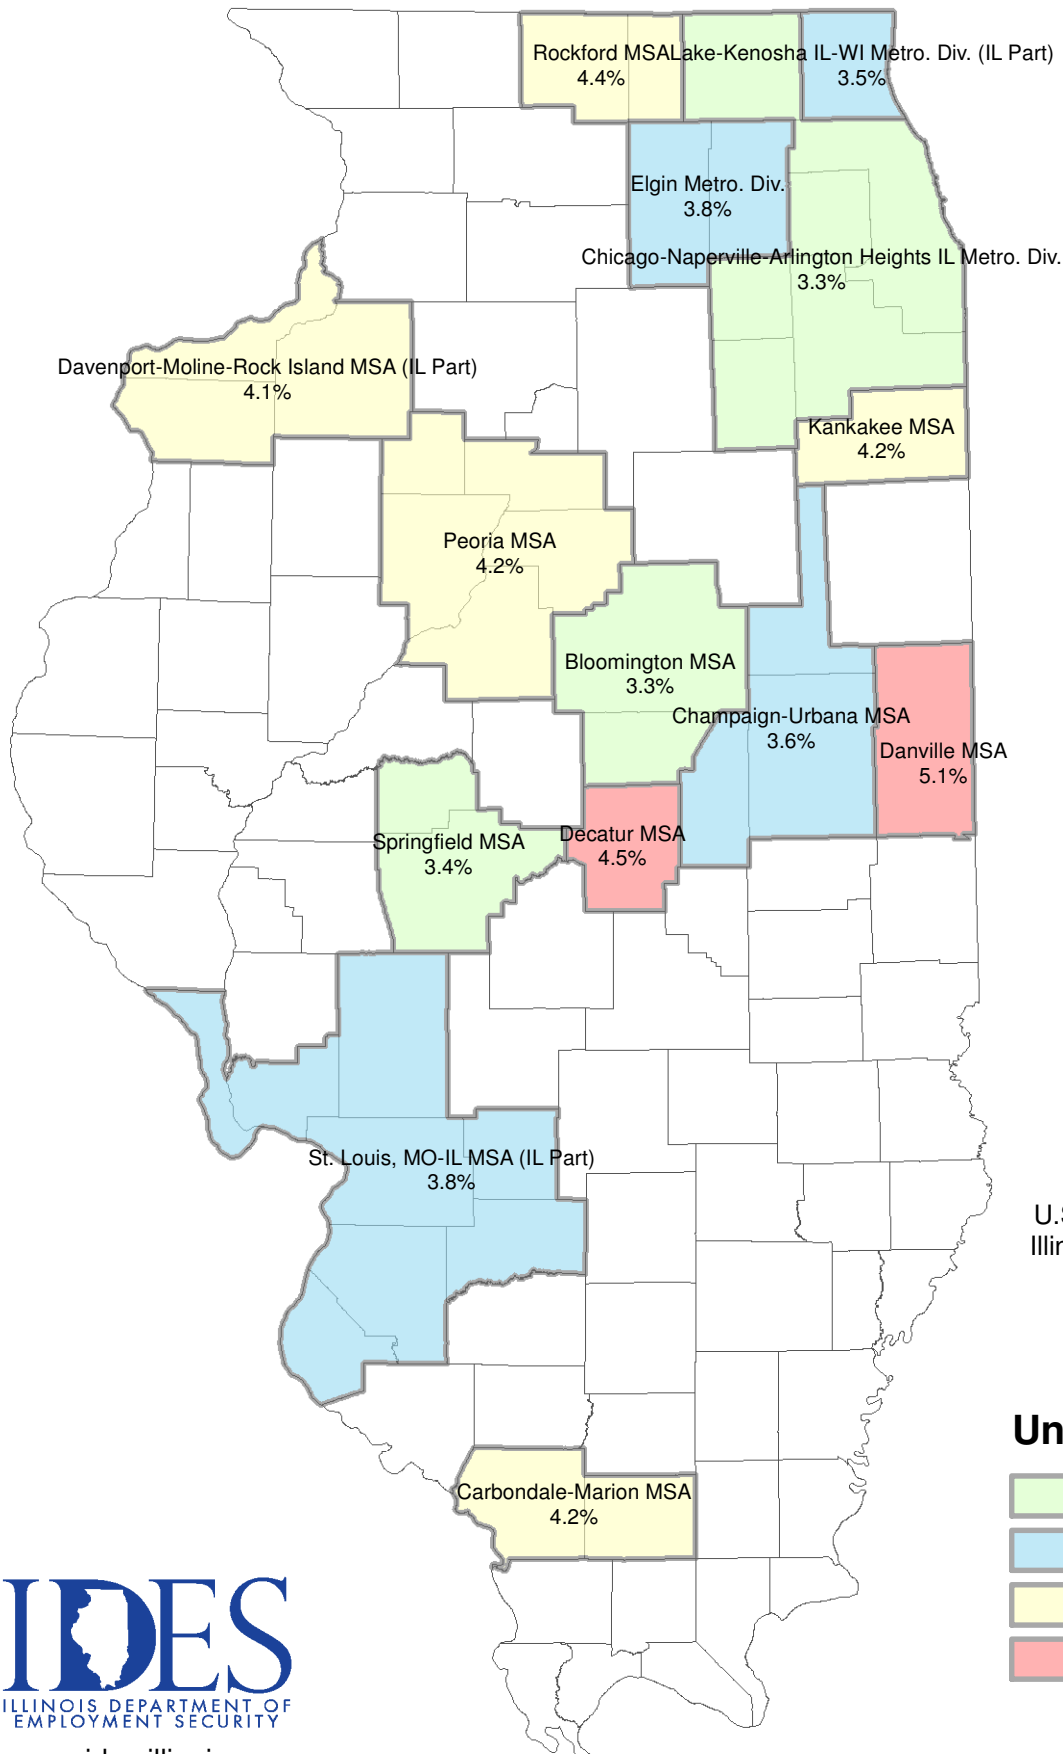 Rockford MSA
4.4%
Lake-Kenosha IL-WI Metro. Div. (IL Part)
3.5%
Elgin Metro. Div.
3.8%
Chicago-Naperville-Arlington Heights IL Metro. Div.
3.3%
Davenport-Moline-Rock Island MSA (IL Part)
4.1%
Kankakee MSA
4.2%
Peoria MSA
4.2%
Bloomington MSA
3.3%
Champaign-Urbana MSA
3.6%
Danville MSA
5.1%
Springfield MSA
3.4%
Decatur MSA
4.5%
St. Louis, MO-IL MSA (IL Part)
3.8%
Carbondale-Marion MSA
4.2%
IDES
ILLINOIS DEPARTMENT OF
EMPLOYMENT SECURITY